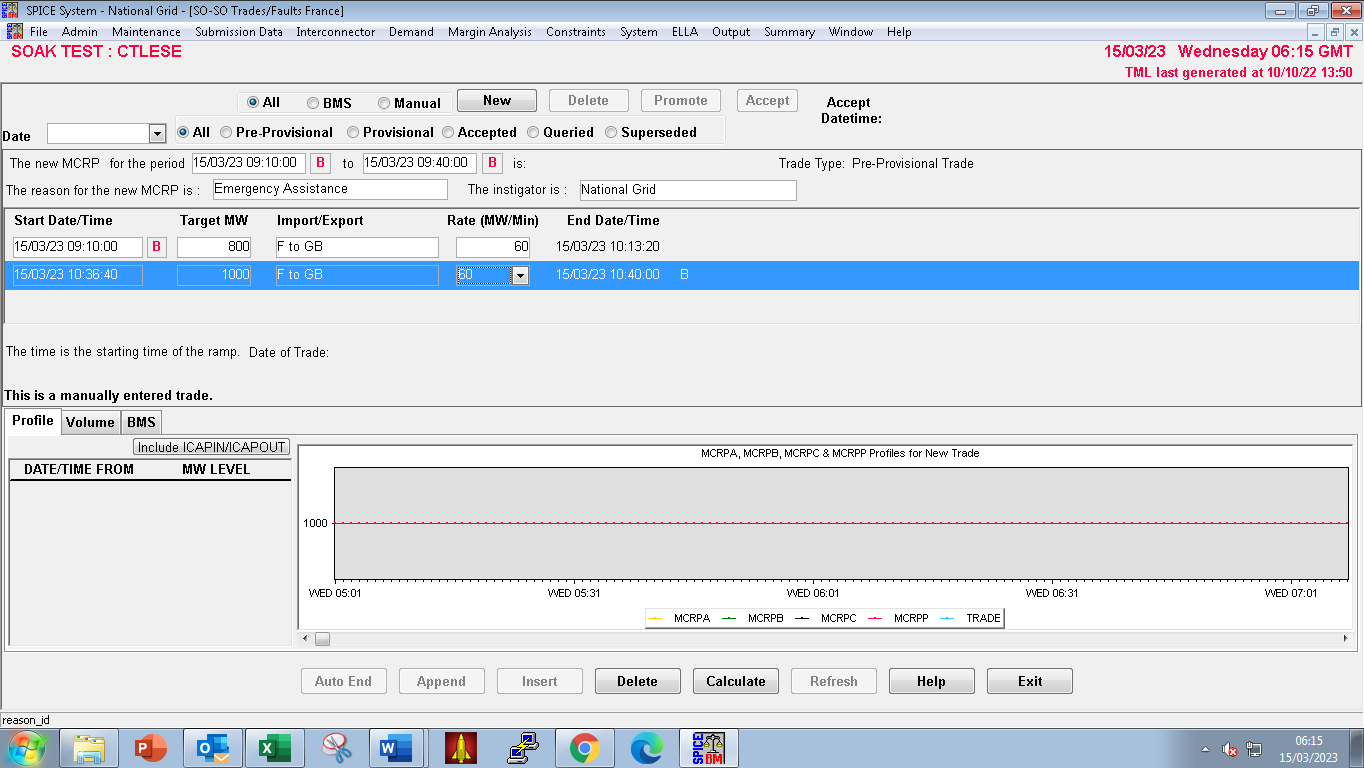 SPICE System - National Grid - [SO-SO Trades/Faults France]
File Admin Maintenance Submission Data Interconnector Demand Margin Analysis Constraints System ELLA Output Summary Window Help
SOAK TEST : CTLESE
15/03/23 Wednesday 06:15 GMT
TML last generated at 10/10/22 13:50
All BMS Manual New Delete Promote Accept Accept
Datetime:
Date All Pre-Provisional Provisional Accepted Queried Superseded
The new MCRP for the period 15/03/23 09:10:00 B to 15/03/23 09:40:00 B is: Trade Type: Pre-Provisional Trade
The reason for the new MCRP is : Emergency Assistance The instigator is : National Grid
Start Date/Time Target MW Import/Export Rate (MW/Min) End Date/Time
15/03/23 09:10:00 B 800 F to GB 60 15/03/23 10:13:20
15/03/23 10:36:40 1000 F to GB 60 15/03/23 10:40:00 B
The time is the starting time of the ramp. Date of Trade:
This is a manually entered trade.
Profile Volume BMS
Include ICAPIN/ICAPOUT
DATE/TIME FROM MW LEVEL
MCRPA, MCRPB, MCRPC & MCRPP Profiles for New Trade
1000
WED 05:01 WED 05:31 WED 06:01 WED 06:31 WED 07:01
MCRPA MCRPB MCRPC MCRPP TRADE
Auto End Append Insert Delete Calculate Refresh Help Exit
reason_id
SPICE
BMI
06:15
15/03/2023